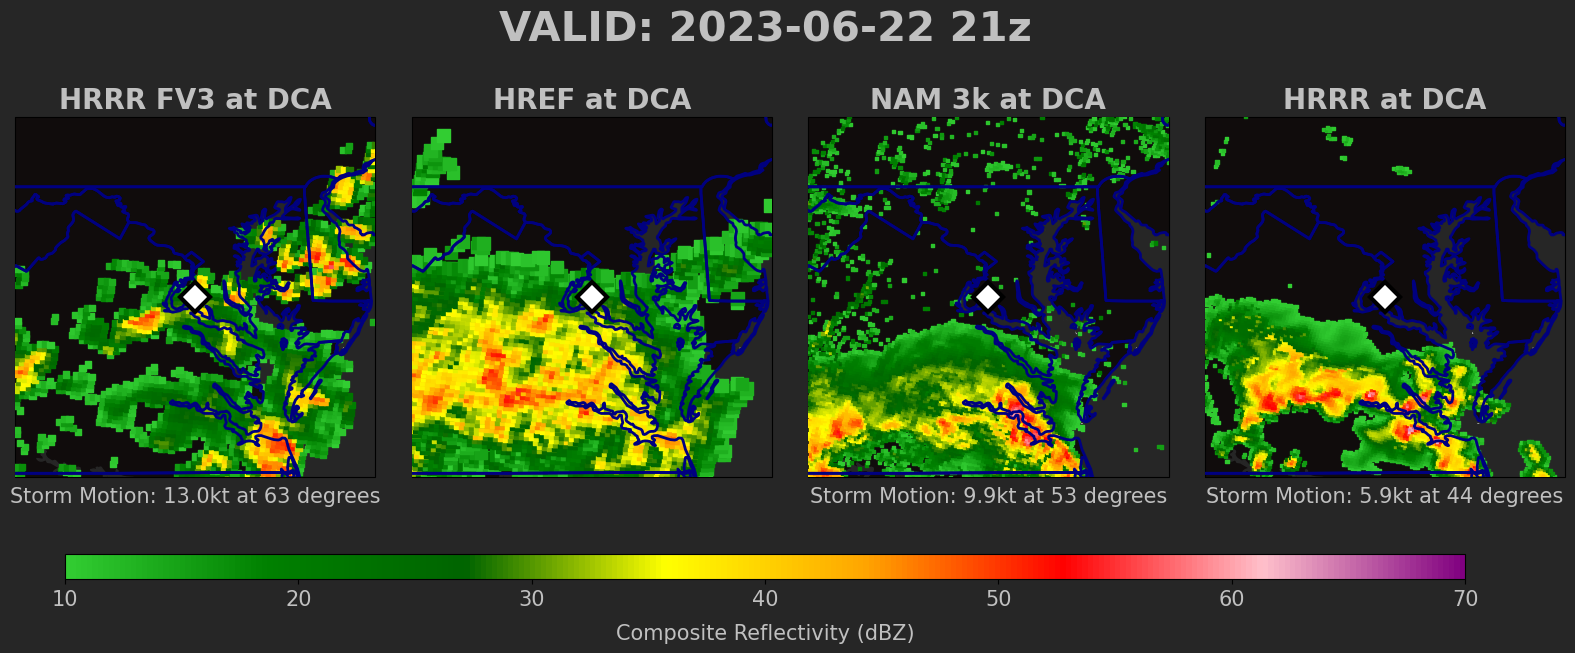 VALID: 2023-06-22 21z
HRRR FV3 at DCA
HREF at DCA
NAM 3k at DCA
HRRR at DCA
Storm Motion: 13.0kt at 63 degrees
Storm Motion: 9.9kt at 53 degrees
Storm Motion: 5.9kt at 44 degrees
10 20 30 40 50 60 70
Composite Reflectivity (dBZ)